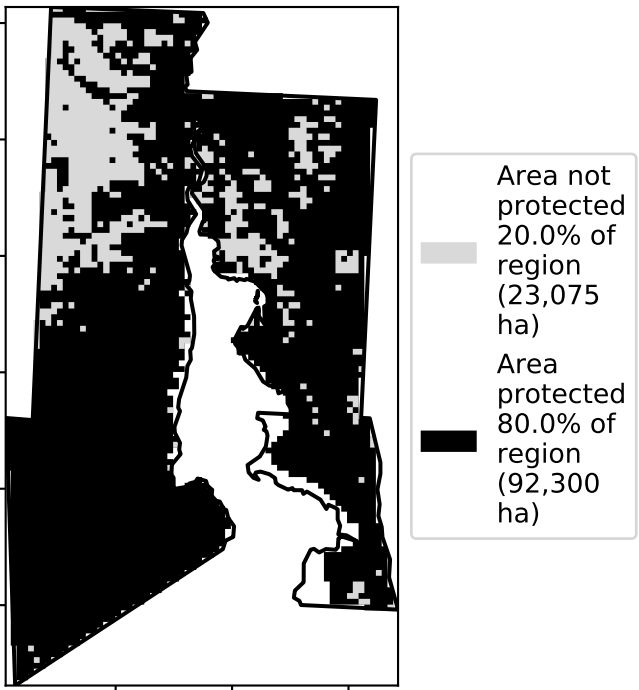 Area not
protected
20.0% of
region
(23,075
ha)
Area
protected
80.0% of
region
(92,300
ha)